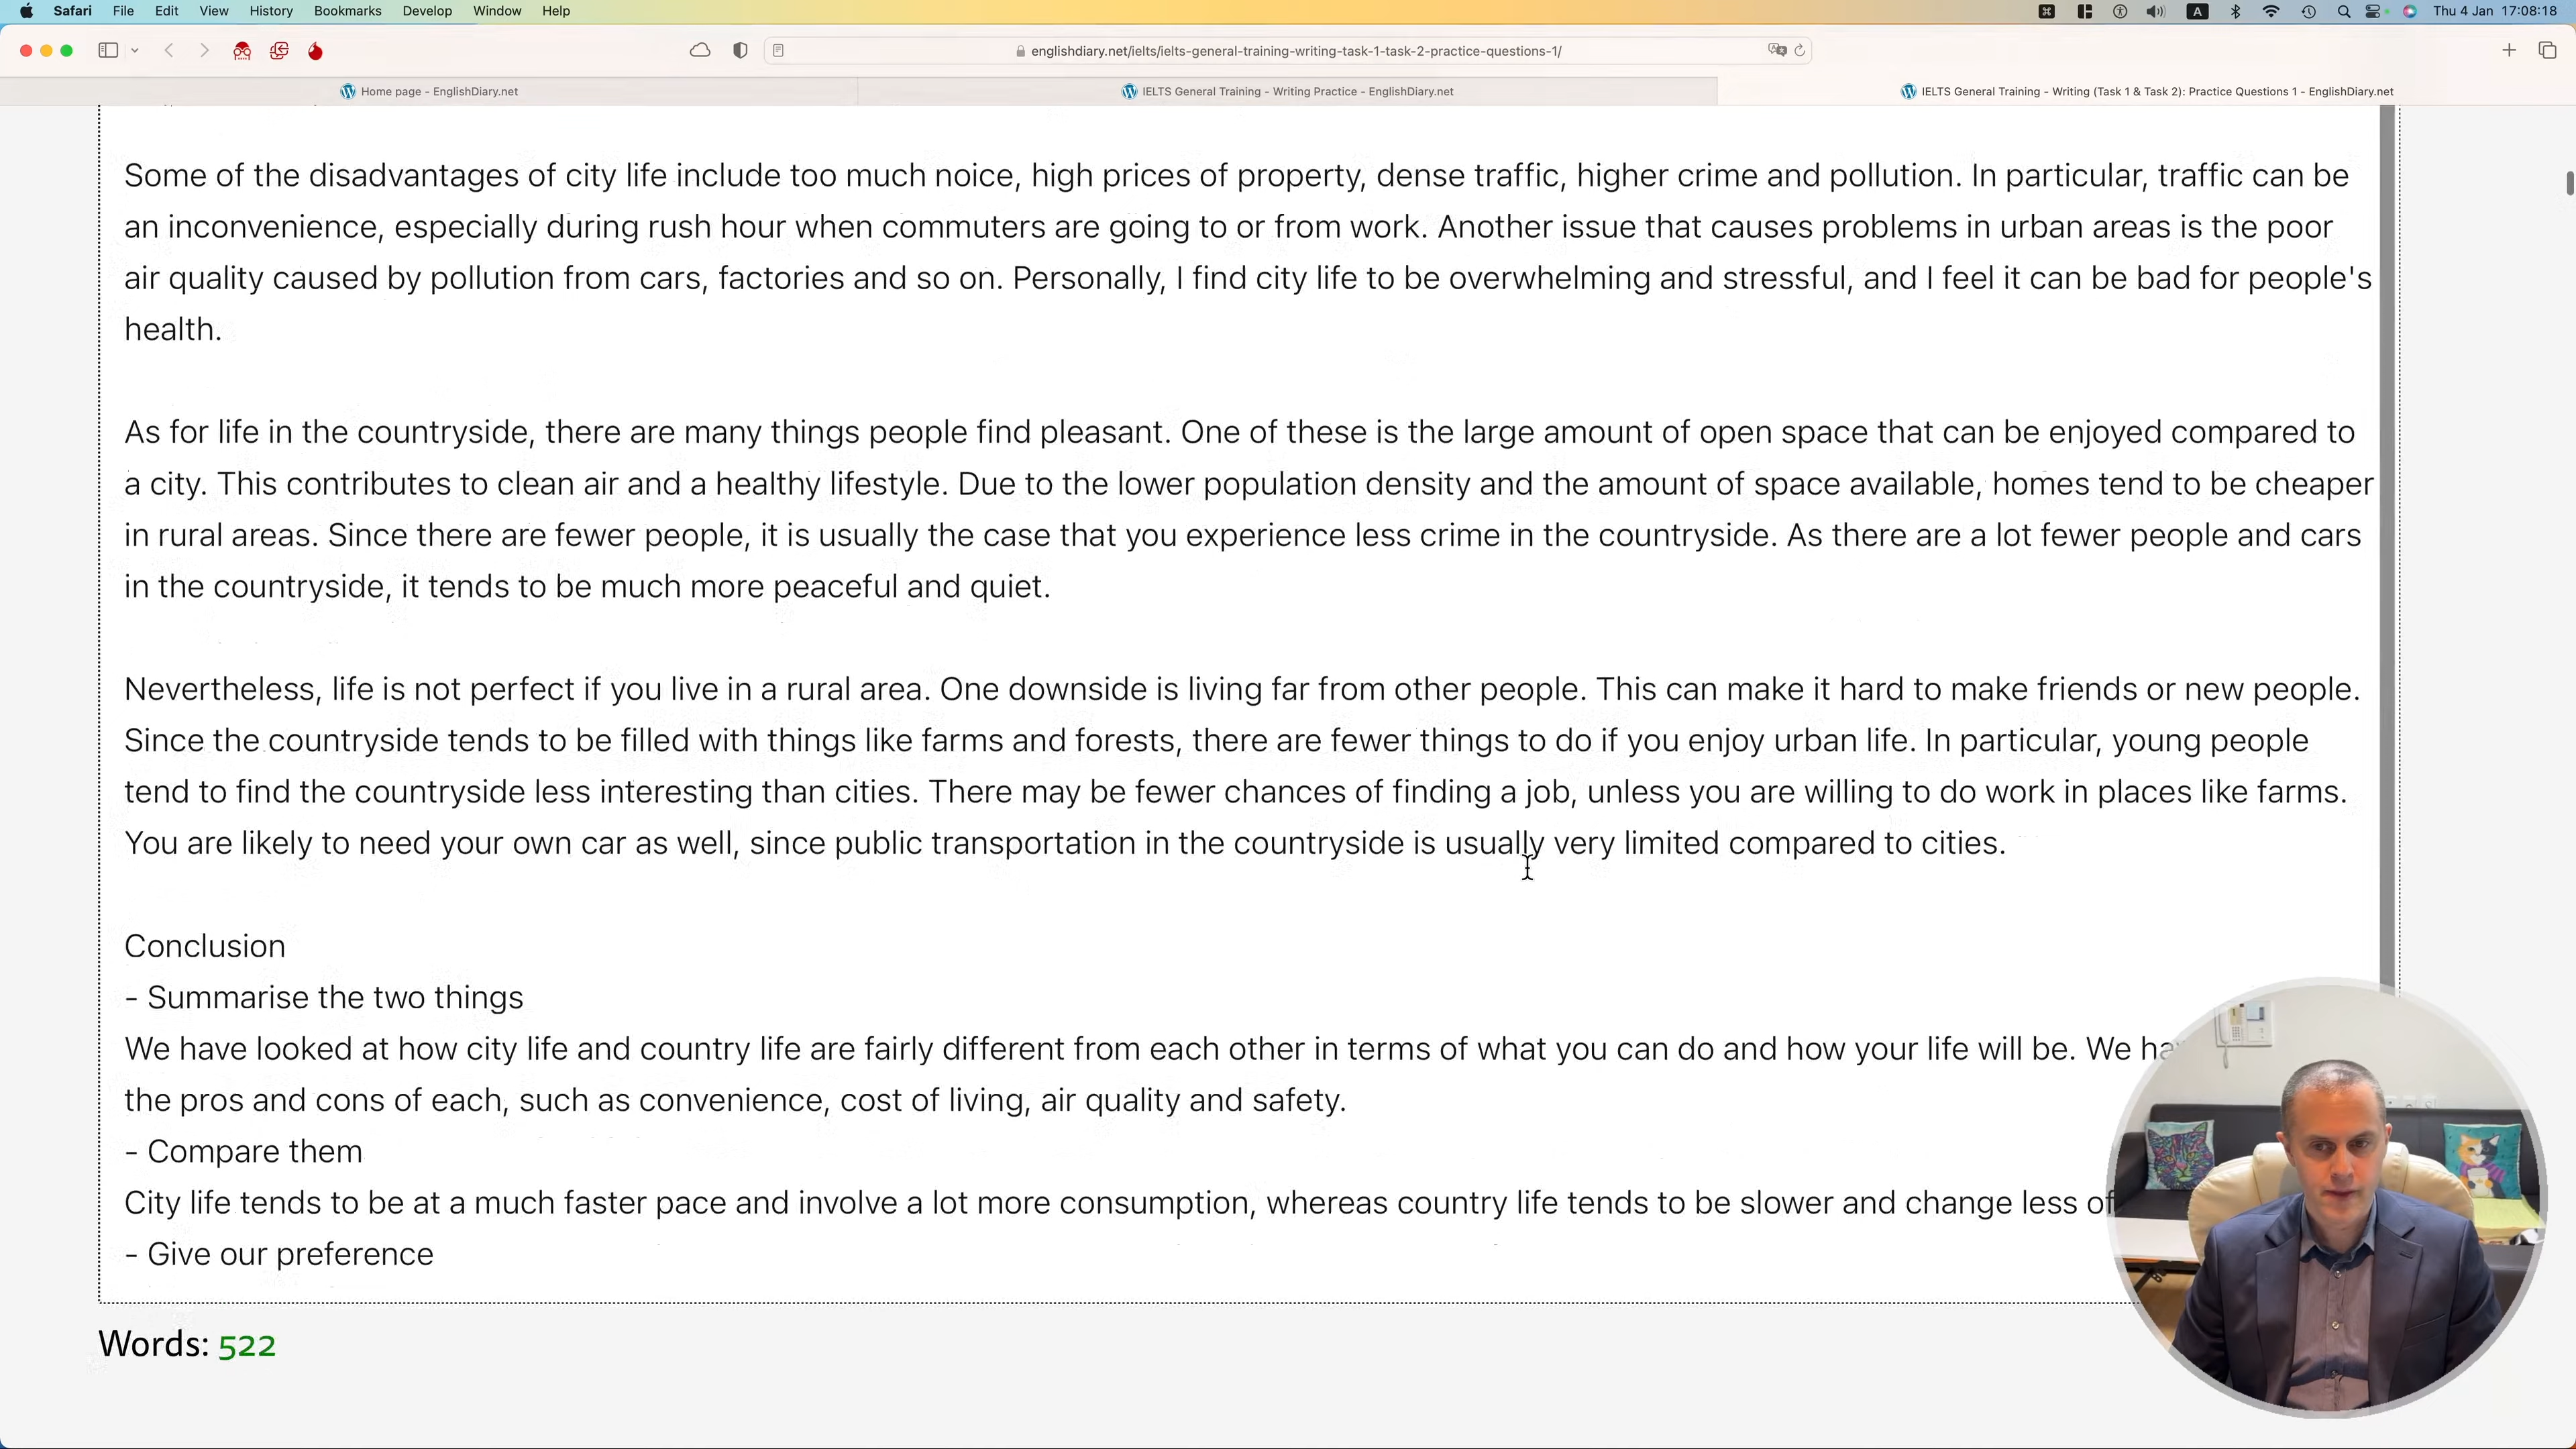 Safari File Edit View History Bookmarks Develop Window Help
A
Thu 4 Jan 17:08:18
englishdiary.net/ielts/ielts-general-training-writing-task-1-task-2-practice-questions-1/
Home page - EnglishDiary.net
IELTS General Training - Writing Practice - EnglishDiary.net
IELTS General Training - Writing (Task 1 & Task 2): Practice Questions 1 - EnglishDiary.net
Some of the disadvantages of city life include too much noice, high prices of property, dense traffic, higher crime and pollution. In particular, traffic can be
an inconvenience, especially during rush hour when commuters are going to or from work. Another issue that causes problems in urban areas is the poor
air quality caused by pollution from cars, factories and so on. Personally, I find city life to be overwhelming and stressful, and I feel it can be bad for people's
health.
As for life in the countryside, there are many things people find pleasant. One of these is the large amount of open space that can be enjoyed compared to
a city. This contributes to clean air and a healthy lifestyle. Due to the lower population density and the amount of space available, homes tend to be cheaper
in rural areas. Since there are fewer people, it is usually the case that you experience less crime in the countryside. As there are a lot fewer people and cars
in the countryside, it tends to be much more peaceful and quiet.
Nevertheless, life is not perfect if you live in a rural area. One downside is living far from other people. This can make it hard to make friends or new people.
Since the countryside tends to be filled with things like farms and forests, there are fewer things to do if you enjoy urban life. In particular, young people
tend to find the countryside less interesting than cities. There may be fewer chances of finding a job, unless you are willing to do work in places like farms.
You are likely to need your own car as well, since public transportation in the countryside is usually very limited compared to cities.
Conclusion
- Summarise the two things
We have looked at how city life and country life are fairly different from each other in terms of what you can do and how your life will be. We
the pros and cons of each, such as convenience, cost of living, air quality and safety.
- Compare them
City life tends to be at a much faster pace and involve a lot more consumption, whereas country life tends to be slower and change less
- Give our preference
Words: 522